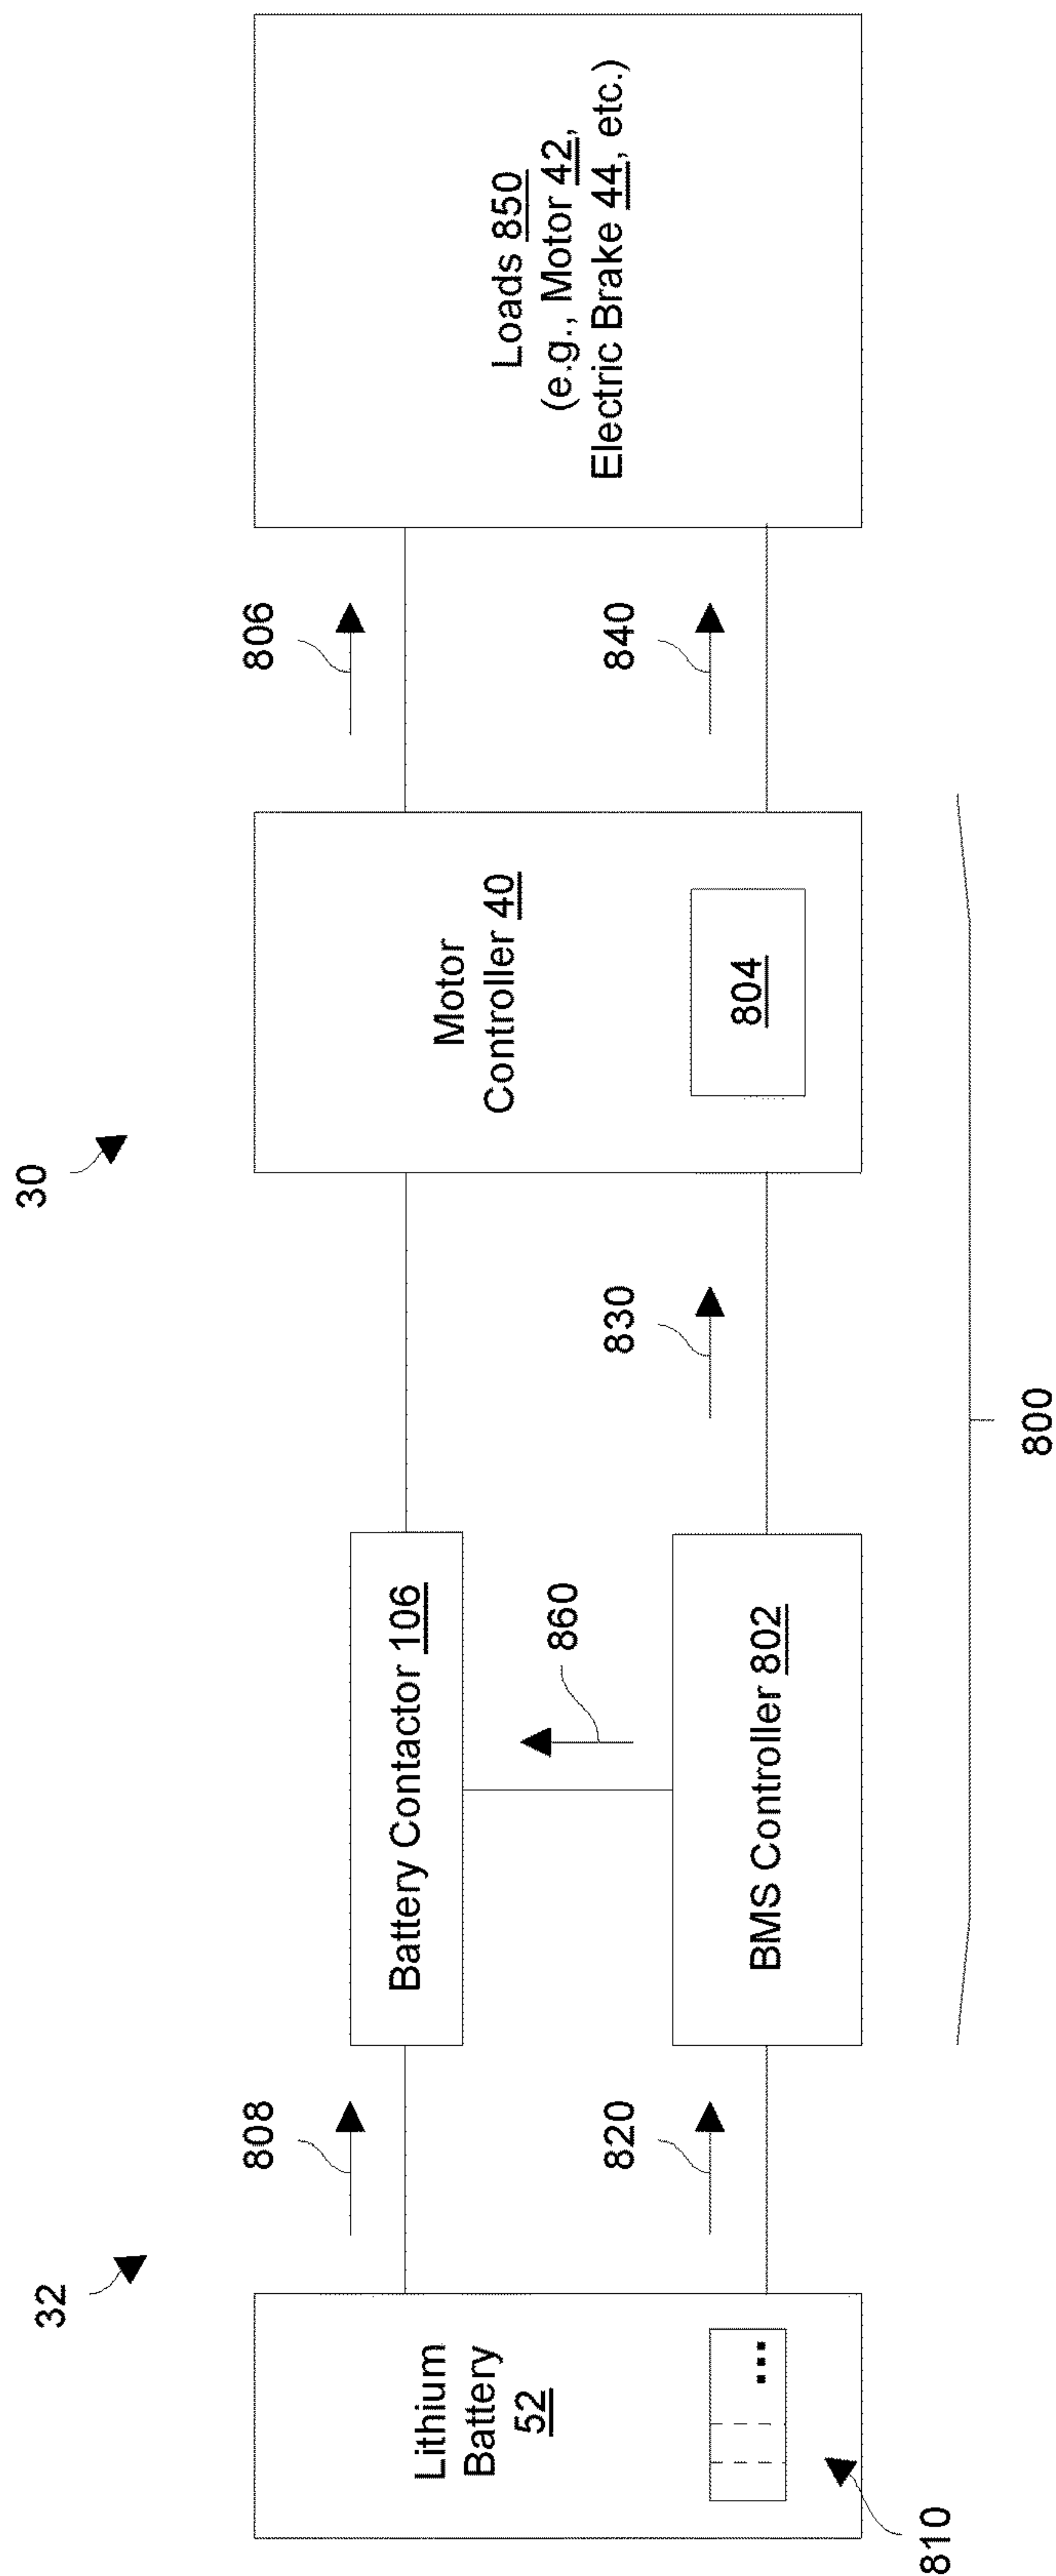 30
32
806
808
Loads 850
(e.g., Motor 42,
Electric Brake 44, etc.)
Motor
Controller 40
Battery Contactor 106
Lithium
Battery
52
860
840
830
820
804
BMS Controller 802
810
800